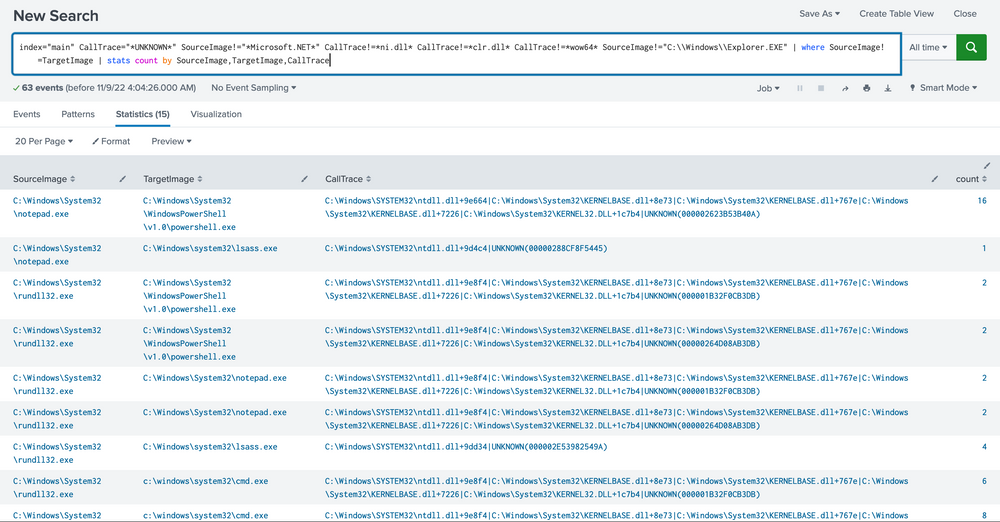 New Search
Save As ▾ Create Table View Close
index="main" CallTrace="*UNKNOWN*" SourceImage!="*Microsoft.NET*" CallTrace!=*ni.dll* CallTrace!=*clr.dll* CallTrace!=*wow64* SourceImage!="C:\\Windows\\Explorer.EXE" | where SourceImage!
=TargetImage | stats count by SourceImage,TargetImage,CallTrace
All time ▾
✓ 63 events (before 11/9/22 4:04:26.000 AM) No Event Sampling ▾
Job ▾ Smart Mode ▾
Events Patterns Statistics (15) Visualization
20 Per Page ▾ Format Preview ▾
SourceImage TargetImage CallTrace count
C:\Windows\System32 C:\Windows\System32 C:\Windows\SYSTEM32\ntdll.dll+9e664|C:\Windows\System32\KERNELBASE.dll+8e73|C:\Windows\System32\KERNELBASE.dll+767e|C:\Windows 16
\notepad.exe \WindowsPowerShell \System32\KERNELBASE.dll+7226|C:\Windows\System32\KERNEL32.DLL+1c7b4|UNKNOWN(000002623B53B40A)
\v1.0\powershell.exe
C:\Windows\System32 C:\Windows\system32\lsass.exe C:\Windows\SYSTEM32\ntdll.dll+9d4c4|UNKNOWN(00000288CF8F5445) 1
\notepad.exe
C:\Windows\System32 C:\Windows\System32 C:\Windows\SYSTEM32\ntdll.dll+9e8f4|C:\Windows\System32\KERNELBASE.dll+8e73|C:\Windows\System32\KERNELBASE.dll+767e|C:\Windows 2
\rundll32.exe \WindowsPowerShell \System32\KERNELBASE.dll+7226|C:\Windows\System32\KERNEL32.DLL+1c7b4|UNKNOWN(000001B32F0CB3DB)
\v1.0\powershell.exe
C:\Windows\System32 C:\Windows\System32 C:\Windows\SYSTEM32\ntdll.dll+9e8f4|C:\Windows\System32\KERNELBASE.dll+8e73|C:\Windows\System32\KERNELBASE.dll+767e|C:\Windows 2
\rundll32.exe \WindowsPowerShell \System32\KERNELBASE.dll+7226|C:\Windows\System32\KERNEL32.DLL+1c7b4|UNKNOWN(00000264D08AB3DB)
\v1.0\powershell.exe
C:\Windows\System32 C:\Windows\System32\notepad.exe C:\Windows\SYSTEM32\ntdll.dll+9e8f4|C:\Windows\System32\KERNELBASE.dll+8e73|C:\Windows\System32\KERNELBASE.dll+767e|C:\Windows 2
\rundll32.exe \System32\KERNELBASE.dll+7226|C:\Windows\System32\KERNEL32.DLL+1c7b4|UNKNOWN(000001B32F0CB3DB)
C:\Windows\System32 C:\Windows\System32\notepad.exe C:\Windows\SYSTEM32\ntdll.dll+9e8f4|C:\Windows\System32\KERNELBASE.dll+8e73|C:\Windows\System32\KERNELBASE.dll+767e|C:\Windows 2
\rundll32.exe \System32\KERNELBASE.dll+7226|C:\Windows\System32\KERNEL32.DLL+1c7b4|UNKNOWN(00000264D08AB3DB)
C:\Windows\System32 C:\Windows\system32\lsass.exe C:\Windows\SYSTEM32\ntdll.dll+9dd34|UNKNOWN(000002E53982549A) 4
\rundll32.exe
C:\Windows\System32 c:\windows\system32\cmd.exe C:\Windows\SYSTEM32\ntdll.dll+9e8f4|C:\Windows\System32\KERNELBASE.dll+8e73|C:\Windows\System32\KERNELBASE.dll+767e|C:\Windows 6
\rundll32.exe \System32\KERNELBASE.dll+7226|C:\Windows\System32\KERNEL32.DLL+1c7b4|UNKNOWN(000001B32F0CB3DB)
C:\Windows\System32 c:\windows\system32\cmd.exe C:\Windows\SYSTEM32\ntdll.dll+9e8f4|C:\Windows\System32\KERNELBASE.dll+8e73|C:\Windows\System32\KERNELBASE.dll+767e|C:\Windows 8